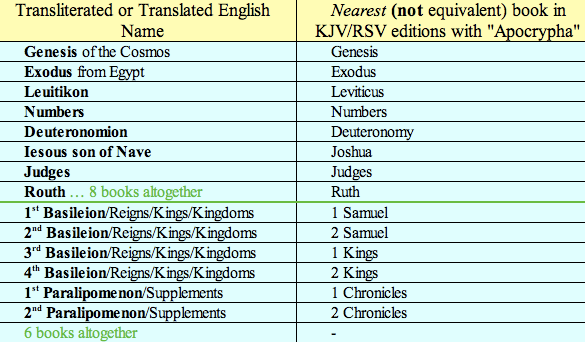 Transliterated or Translated English Name	Nearest (not equivalent) book in KJV/RSV editions with "Apocrypha"
Genesis of the Cosmos	Genesis
Exodus from Egypt	Exodus
Leuitikon	Leviticus
Numbers	Numbers
Deuteronomion	Deuteronomy
Iesous son of Nave	Joshua
Judges	Judges
Routh … 8 books altogether	Ruth
1st Basileion/Reigns/Kings/Kingdoms	1 Samuel
2nd Basileion/Reigns/Kings/Kingdoms	2 Samuel
3rd Basileion/Reigns/Kings/Kingdoms	1 Kings
4th Basileion/Reigns/Kings/Kingdoms	2 Kings
1st Paralipomenon/Supplements	1 Chronicles
2nd Paralipomenon/Supplements	2 Chronicles
6 books altogether	-